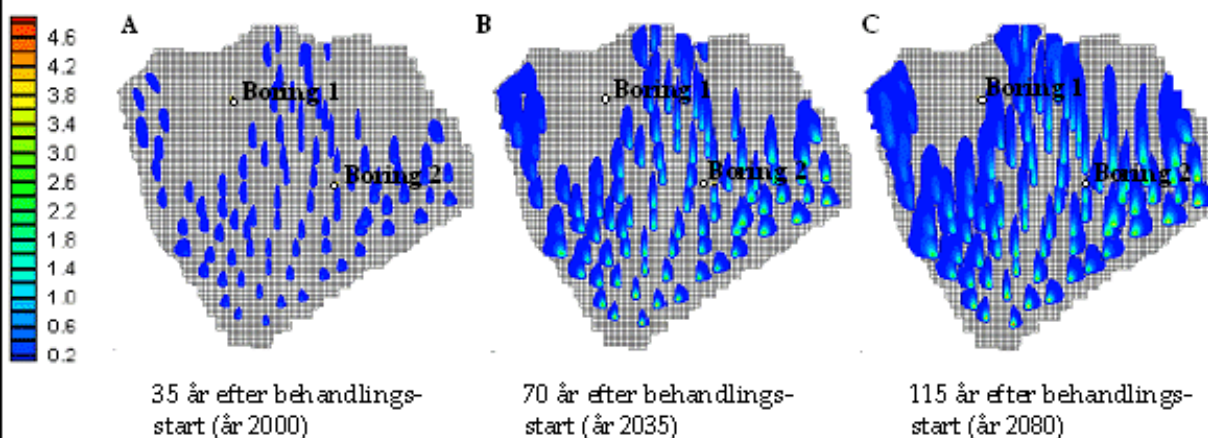 A
B
C
4.6
4.2
3.8
3.4
3.0
2.6
2.2
1.8
1.4
1.0
0.6
0.2
Boring 1
Boring 2
Boring 1
Boring 2
Boring 1
Boring 2
35 år efter behandlings-
start (år 2000)
70 år efter behandlings-
start (år 2035)
115 år efter behandlings-
start (år 2080)